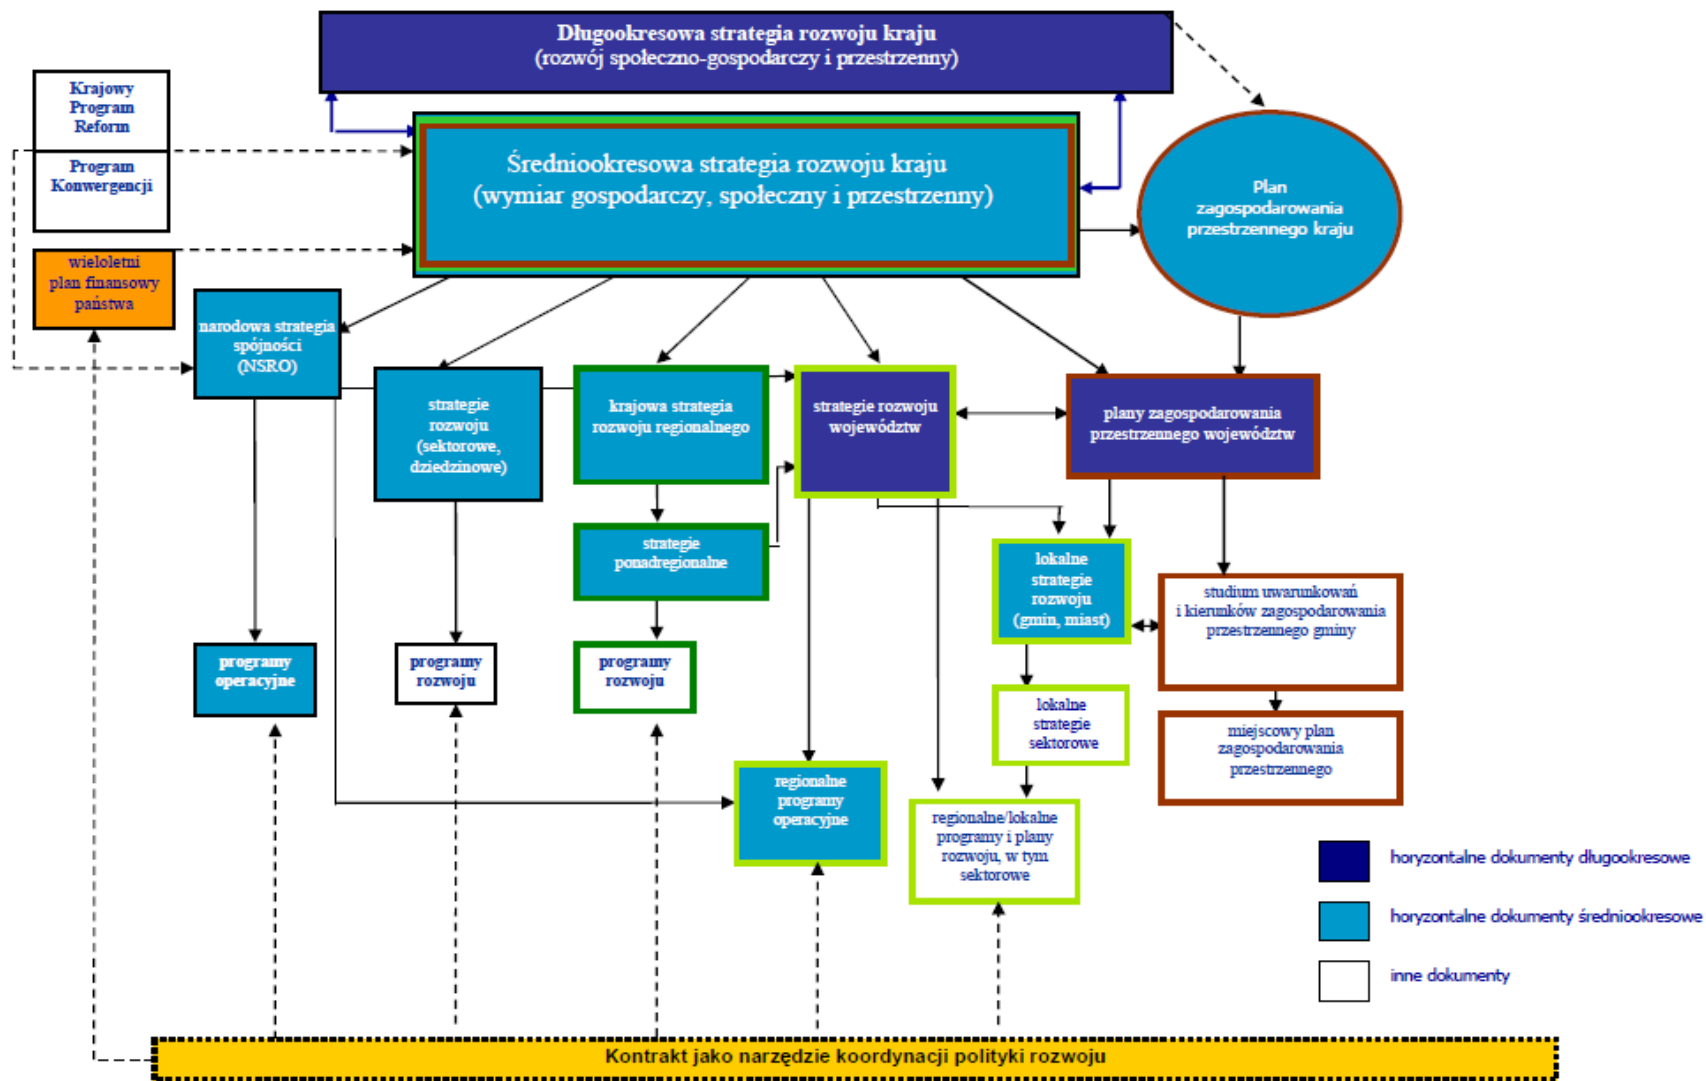 Długookresowa strategia rozwoju kraju
(rozwój społeczno-gospodarczy i przestrzenny)
Krajowy
Program
Reform
Program
Konwergencji
Średniookresowa strategia rozwoju kraju
(wymiar gospodarczy, społeczny i przestrzenny)
Plan
zagospodarowania
przestrzennego kraju
wieloletni
plan finansowy
państwa
narodowa strategia
spójności
(NSRO)
strategie
rozwoju
(sektorowe,
dziedzinowe)
krajowa strategia
rozwoju regionalnego
strategie rozwoju
województw
plany zagospodarowania
przestrzennego województw
strategie
ponadregionalne
lokalne
strategie
rozwoju
(gmin, miast)
studium uwarunkowań
i kierunków zagospodarowania
przestrzennego gminy
programy
operacyjne
programy
rozwoju
programy
rozwoju
lokalne
strategie
sektorowe
miejscowy plan
zagospodarowania
przestrzennego
regionalne
programy
operacyjne
regionalne/lokalne
programy i plany
rozwoju, w tym
sektorowe
horyzontalne dokumenty długookresowe
horyzontalne dokumenty średniookresowe
inne dokumenty
Kontrakt jako narzędzie koordynacji polityki rozwoju